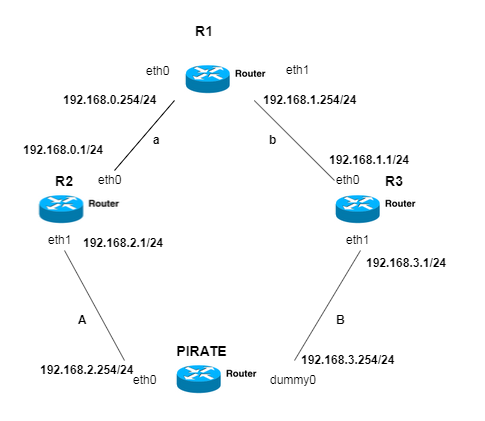 R1
eth0
Router
eth1
192.168.0.254/24
192.168.1.254/24
a
b
192.168.0.1/24
192.168.1.1/24
R2
eth0
eth0
R3
Router
Router
eth1
192.168.2.1/24
eth1
192.168.3.1/24
A
B
PIRATE
192.168.2.254/24
192.168.3.254/24
eth0
Router
dummy0